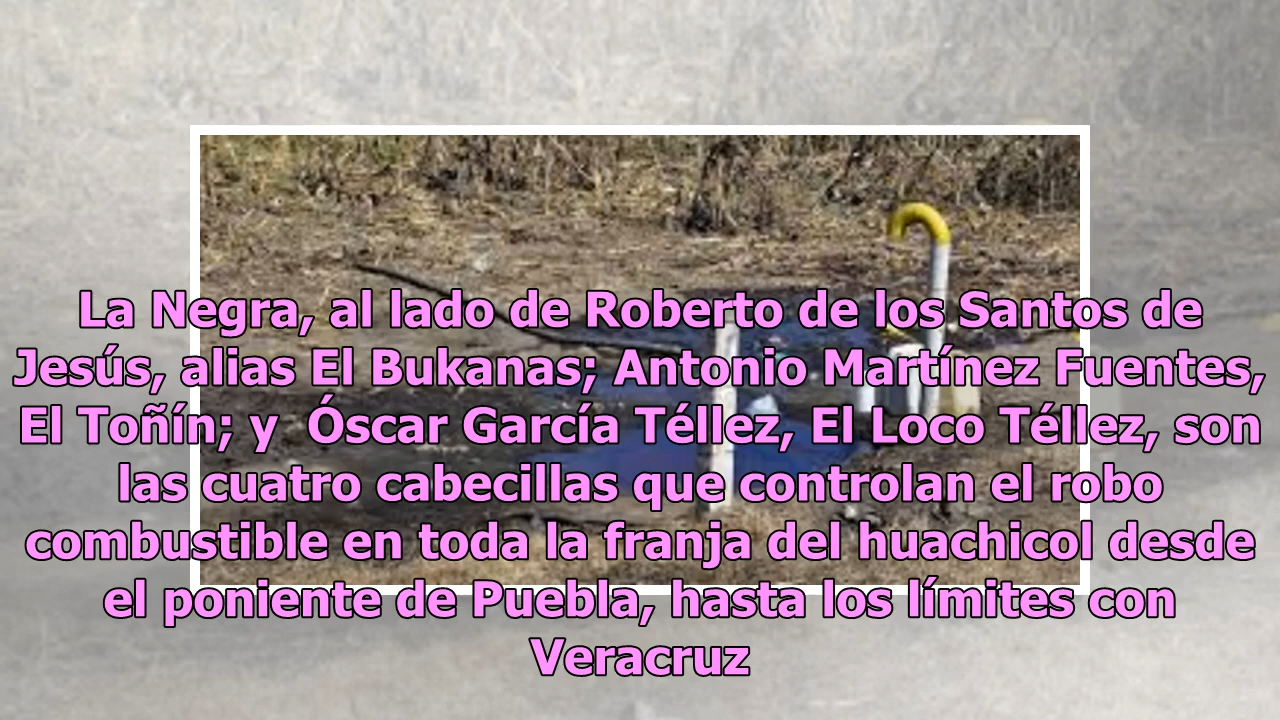 La Negra, al lado de Roberto de los Santos de
Jesús, alias El Bukanas; Antonio Martínez Fuentes,
El Toñín; y  Óscar García Téllez, El Loco Téllez, son
las cuatro cabecillas que controlan el robo
combustible en toda la franja del huachicol desde
el poniente de Puebla, hasta los límites con
Veracruz